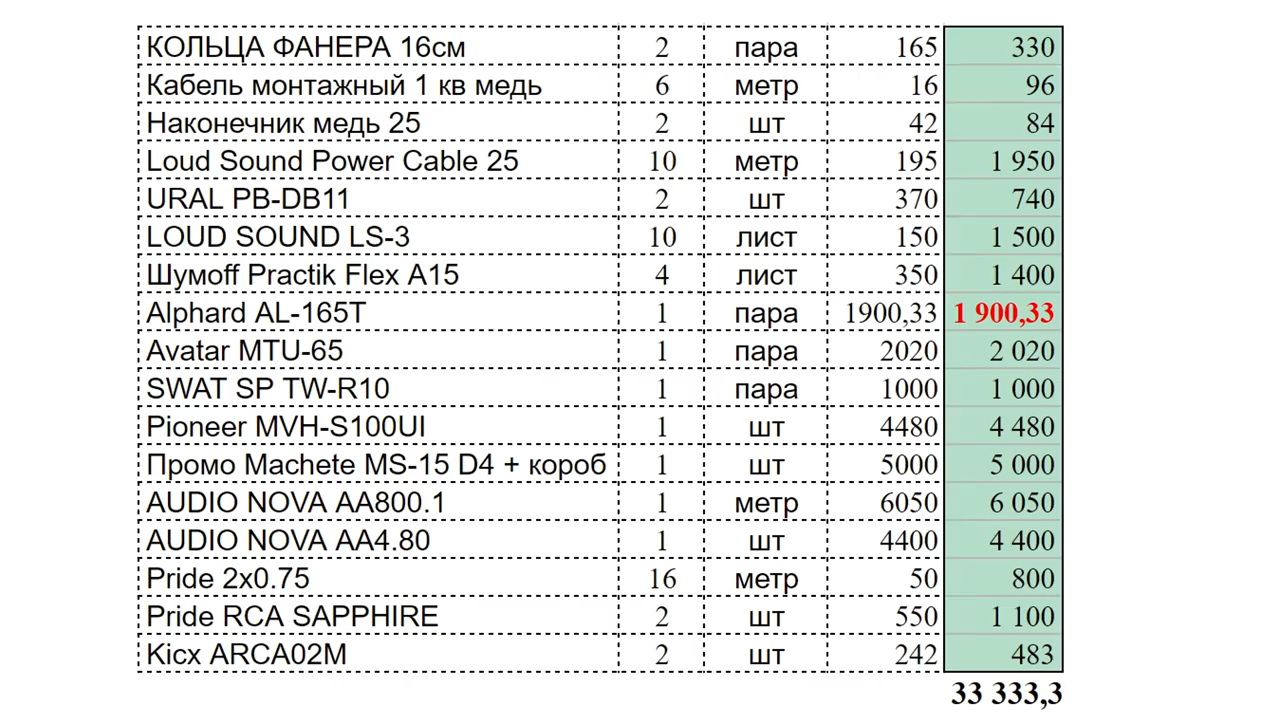 КОЛЬЦА ФАНЕРА 16см 2 пара 165 330
Кабель монтажный 1 кв медь 6 метр 16 96
Наконечник медь 25 2 шт 42 84
Loud Sound Power Cable 25 10 метр 195 1 950
URAL PB-DB11 2 шт 370 740
LOUD SOUND LS-3 10 лист 150 1 500
Шумoff Practik Flex A15 4 лист 350 1 400
Alphard AL-165T 1 пара 1900,33 1 900,33
Avatar MTU-65 1 пара 2020 2 020
SWAT SP TW-R10 1 пара 1000 1 000
Pioneer MVH-S100UI 1 шт 4480 4 480
Промо Machete MS-15 D4 + короб 1 шт 5000 5 000
AUDIO NOVA AA800.1 1 метр 6050 6 050
AUDIO NOVA AA4.80 1 шт 4400 4 400
Pride 2x0.75 16 метр 50 800
Pride RCA SAPPHIRE 2 шт 550 1 100
Kicx ARCA02M 2 шт 242 483
33 333,3